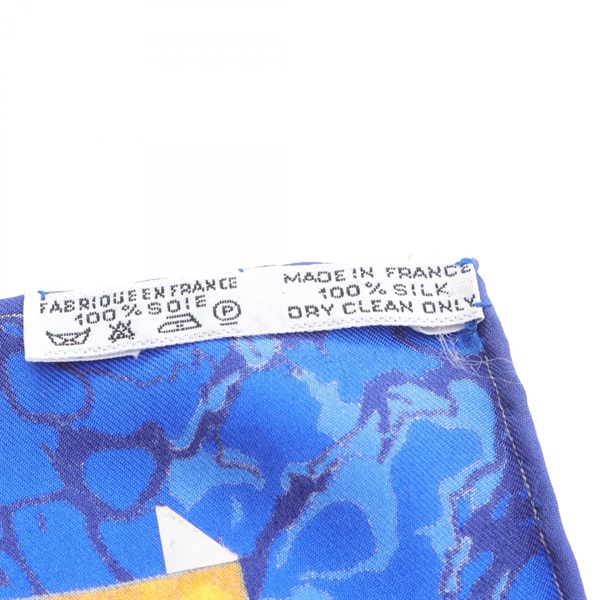 FABRIQUE EN FRANCE
100% SOIE
P
MADE IN FRANCE
100% SILK
DRY CLEAN ONLY